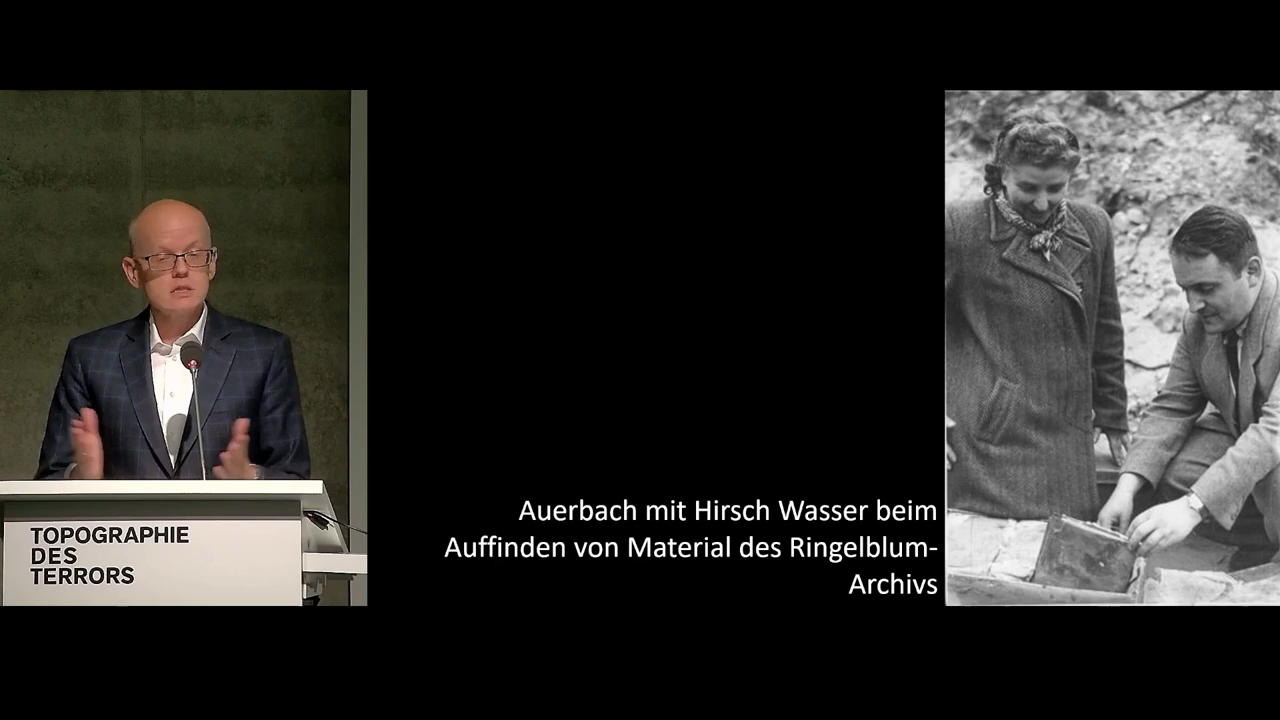 TOPOGRAPHIE
DES
TERRORS
Auerbach mit Hirsch Wasser beim
Auffinden von Material des Ringelblum-
Archivs